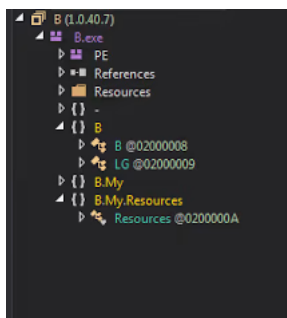 B (1.0.40.7)
B.exe
PE
References
Resources
{} -
{} B
B @02000008
LG @02000009
{} B.My
{} B.My.Resources
Resources @0200000A